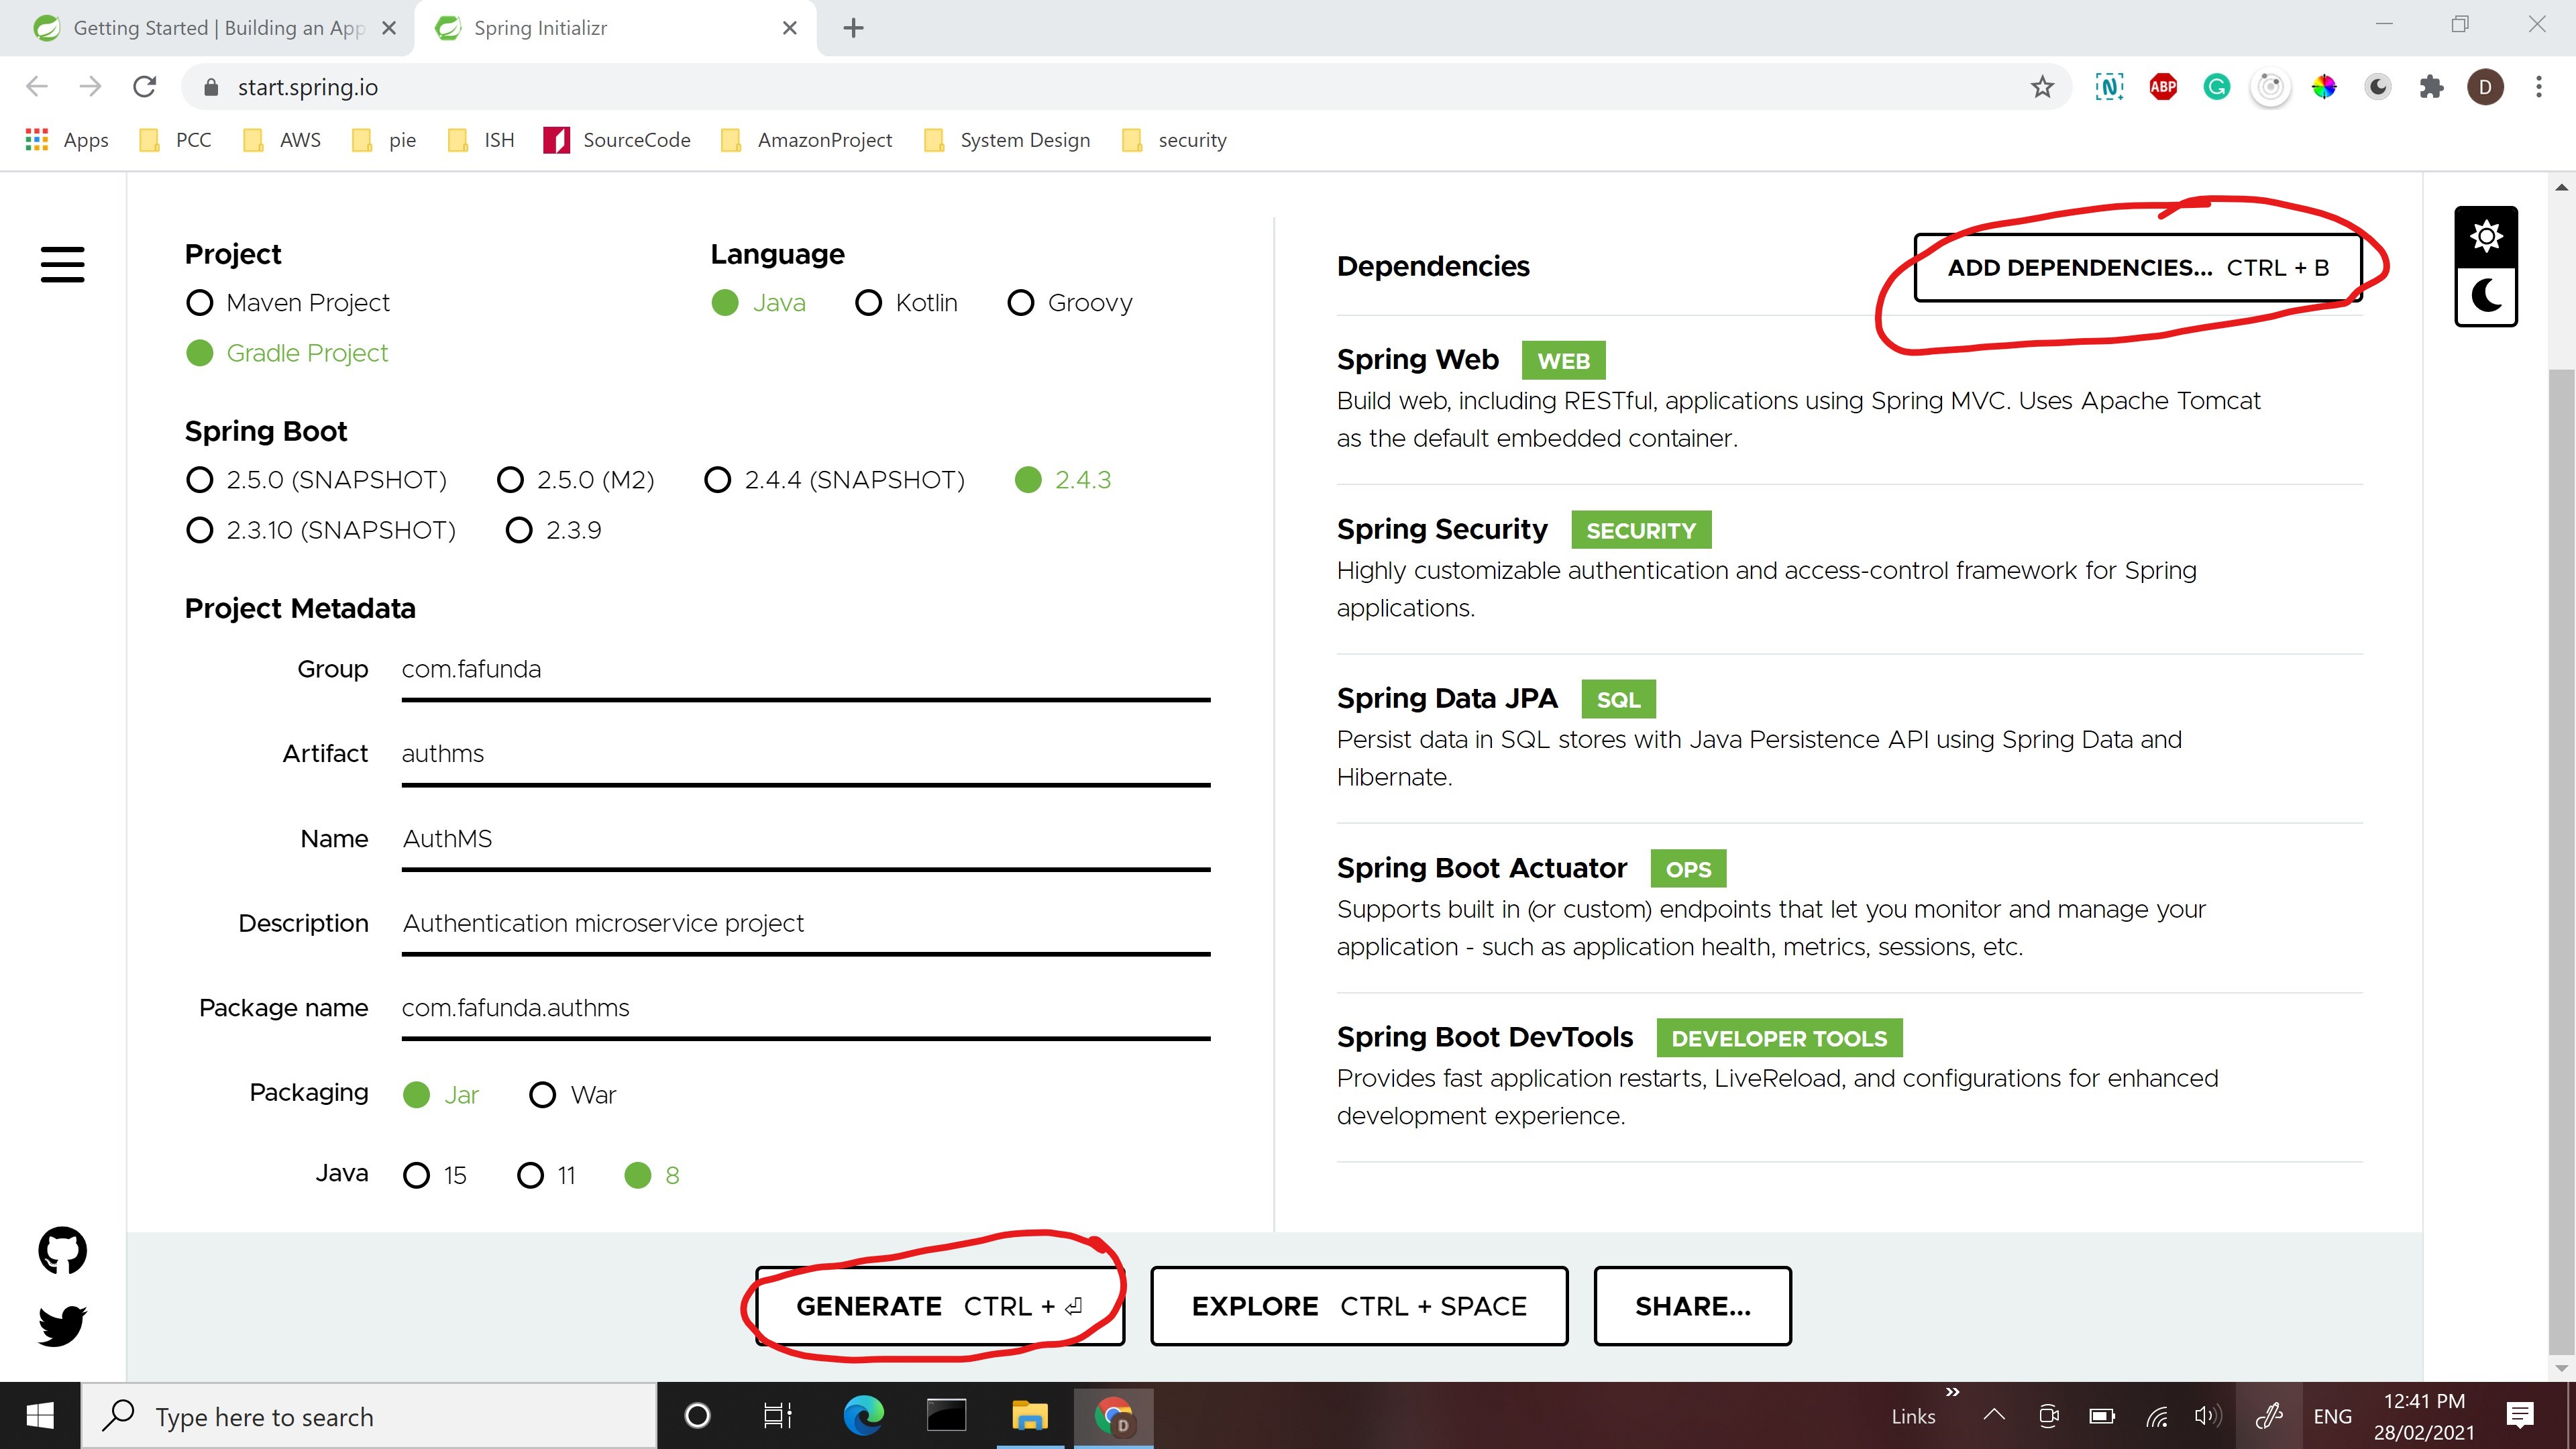 Getting Started | Building an App
Spring Initializr
start.spring.io
ABP
D
Apps
PCC
AWS
pie
ISH
SourceCode
AmazonProject
System Design
security
Project
Maven Project
Gradle Project
Language
Java
Kotlin
Groovy
Spring Boot
2.5.0 (SNAPSHOT)
2.5.0 (M2)
2.4.4 (SNAPSHOT)
2.4.3
2.3.10 (SNAPSHOT)
2.3.9
Project Metadata
Group com.fafunda
Artifact authms
Name AuthMS
Description Authentication microservice project
Package name com.fafunda.authms
Packaging Jar War
Java 15 11 8
Dependencies
ADD DEPENDENCIES... CTRL + B
Spring Web WEB
Build web, including RESTful, applications using Spring MVC. Uses Apache Tomcat
as the default embedded container.
Spring Security SECURITY
Highly customizable authentication and access-control framework for Spring
applications.
Spring Data JPA SQL
Persist data in SQL stores with Java Persistence API using Spring Data and
Hibernate.
Spring Boot Actuator OPS
Supports built in (or custom) endpoints that let you monitor and manage your
application - such as application health, metrics, sessions, etc.
Spring Boot DevTools DEVELOPER TOOLS
Provides fast application restarts, LiveReload, and configurations for enhanced
development experience.
GENERATE CTRL + ⏎
EXPLORE CTRL + SPACE
SHARE...
Type here to search
D
Links
»
ENG
12:41 PM
28/02/2021